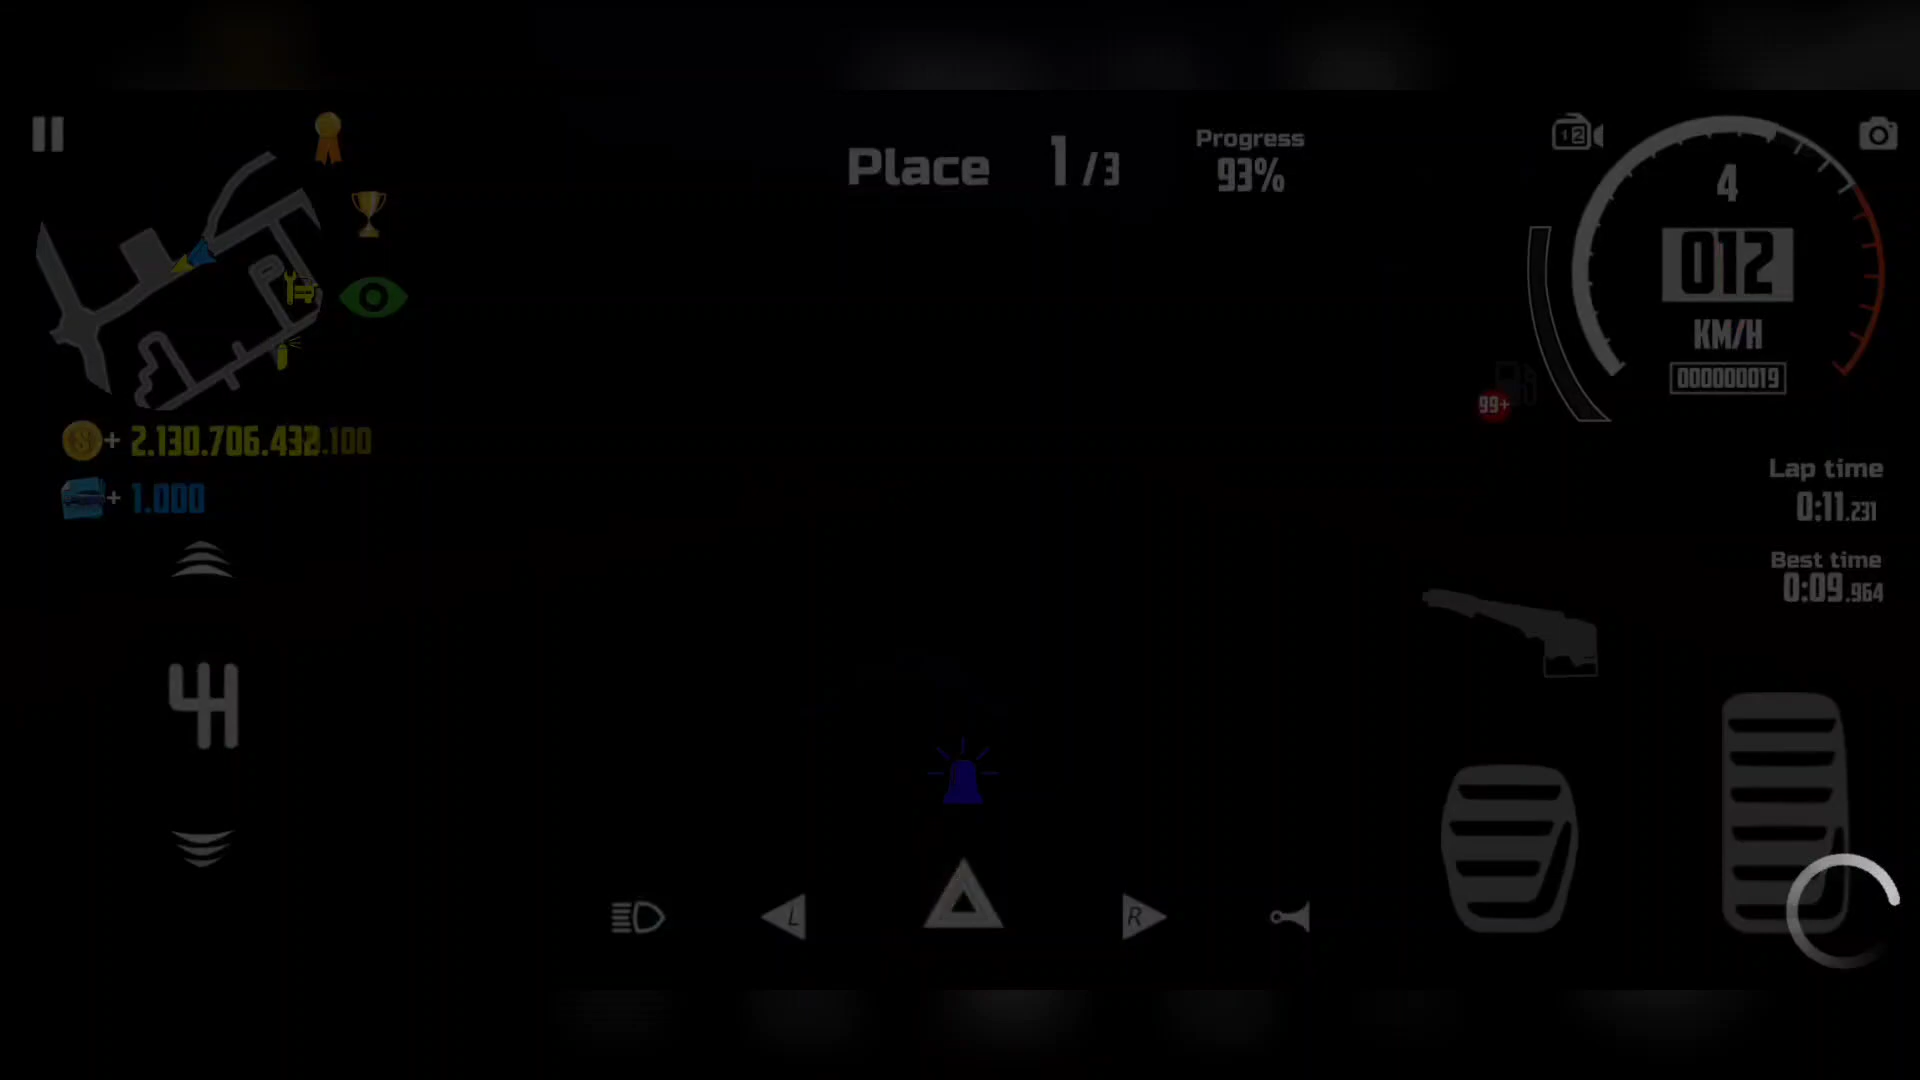 Place 1/3
Progress
93%
12
4
012
KM/H
000000019
99+
+ 2.130.706.432
.100
+ 1.000
Lap time
0:11.231
Best time
0:09.964
L
R